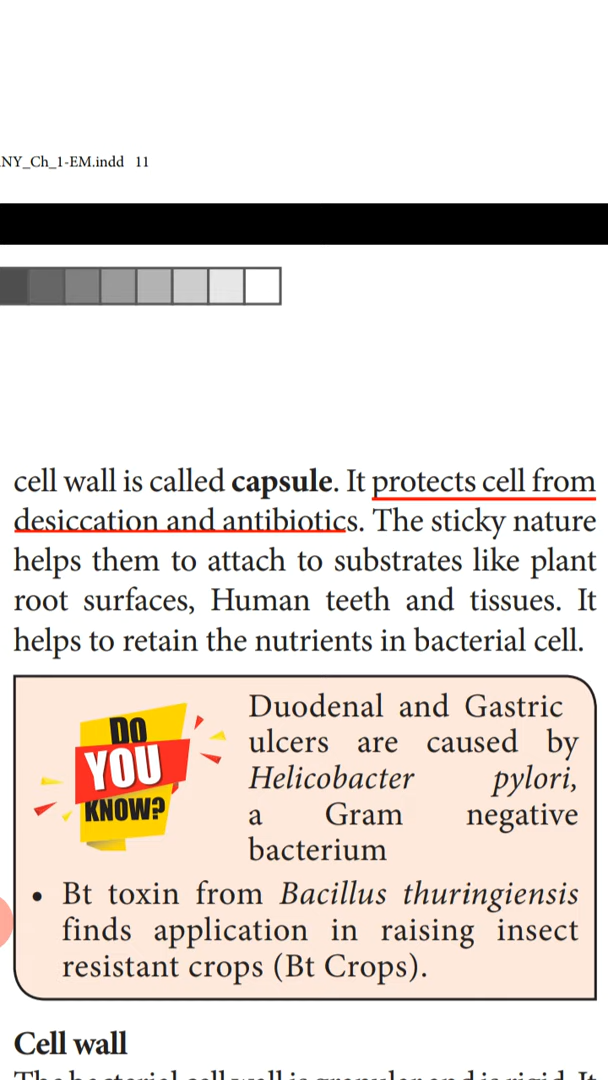 NY_Ch_1-EM.indd 11
cell wall is called capsule. It protects cell from
desiccation and antibiotics. The sticky nature
helps them to attach to substrates like plant
root surfaces, Human teeth and tissues. It
helps to retain the nutrients in bacterial cell.
DO
YOU
KNOW?
Duodenal and Gastric
ulcers are caused by
Helicobacter pylori,
a Gram negative
bacterium
• Bt toxin from Bacillus thuringiensis
finds application in raising insect
resistant crops (Bt Crops).
Cell wall